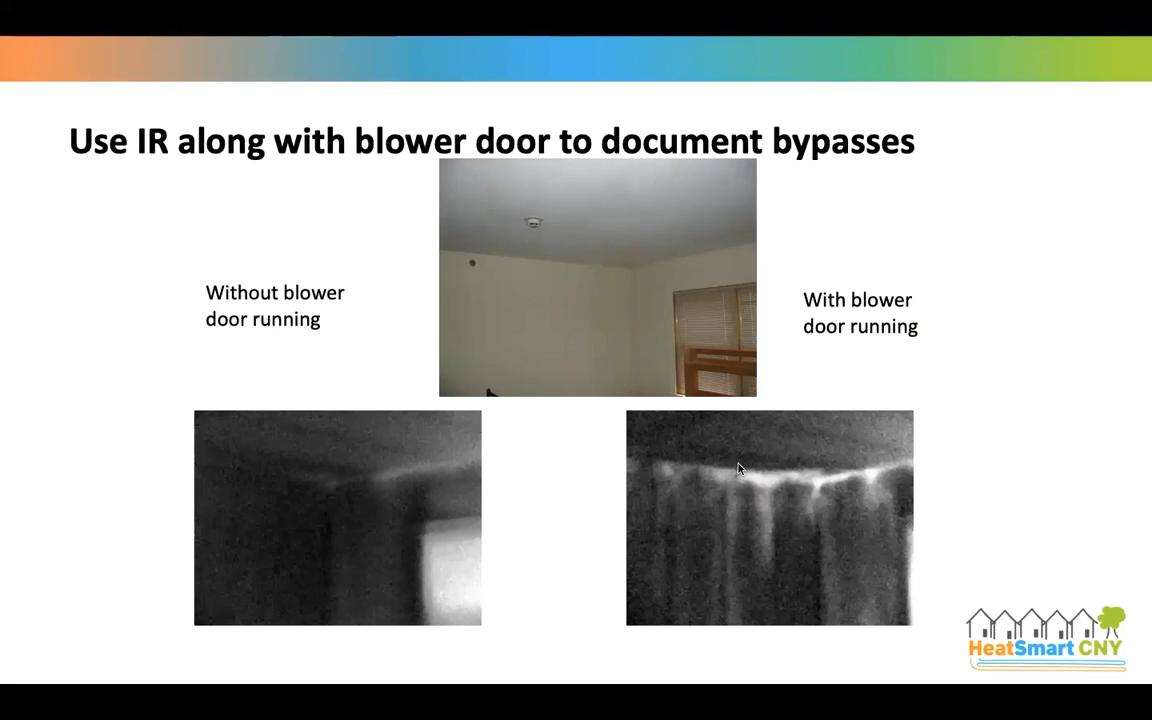 Use IR along with blower door to document bypasses
Without blower
door running
With blower
door running
HeatSmart CNY